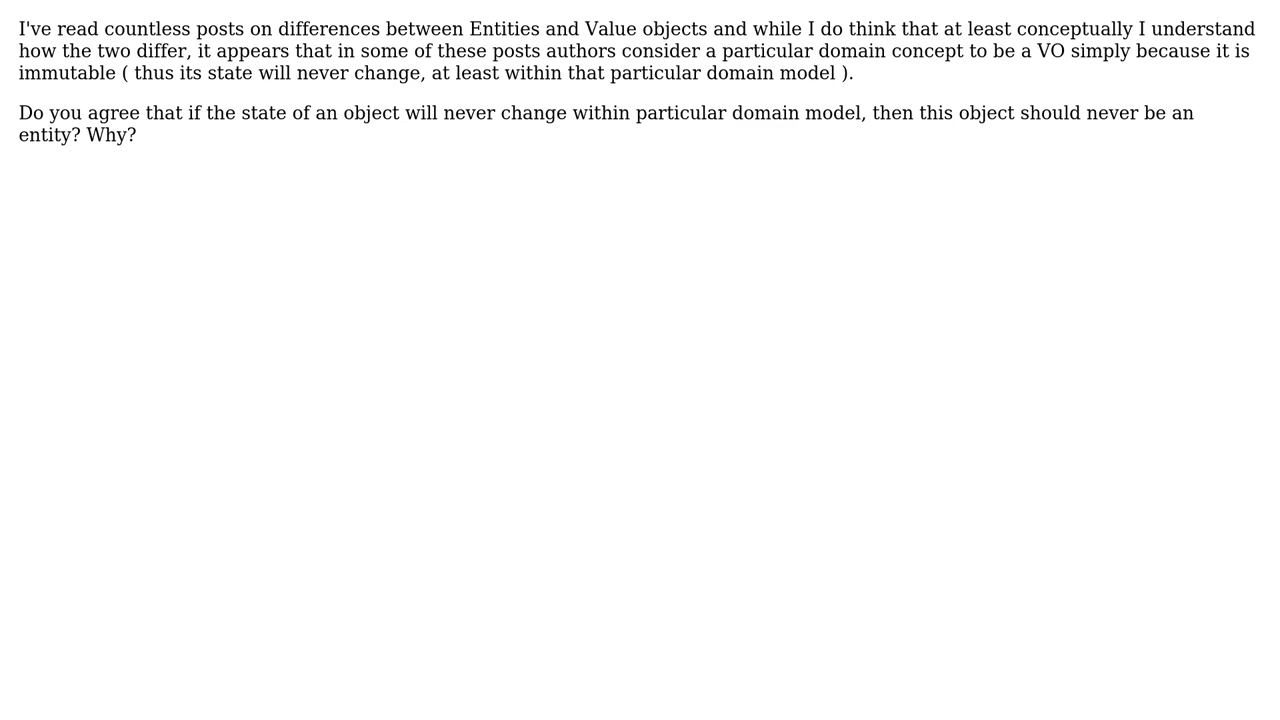 I've read countless posts on differences between Entities and Value objects and while I do think that at least conceptually I understand
how the two differ, it appears that in some of these posts authors consider a particular domain concept to be a VO simply because it is
immutable ( thus its state will never change, at least within that particular domain model ).
Do you agree that if the state of an object will never change within particular domain model, then this object should never be an
entity? Why?